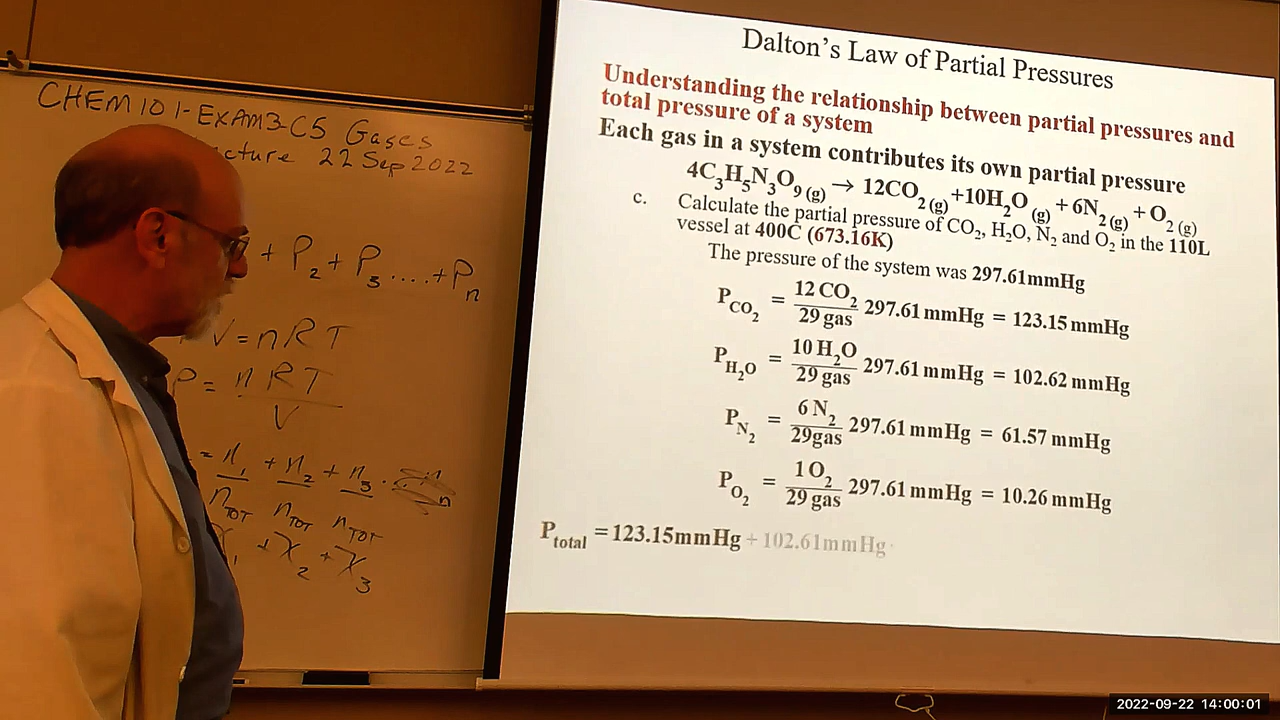 CHEM 101-EXAM3-C5 Gases
cture 22 Sep 2022
+ P2 + P3 ....+ Pn
V = nRT
P = nRT
V
= n1 + n2 + n3 .
nTOT nTOT nTOT
X1 + X2 + X3
Dalton's Law of Partial Pressures
Understanding the relationship between partial pressures and
total pressure of a system
Each gas in a system contributes its own partial pressure
4C3H5N3O9 (g) → 12CO2 (g) +10H2O (g) + 6N2 (g) + O2 (g)
c. Calculate the partial pressure of CO2, H2O, N2 and O2 in the 110L
vessel at 400C (673.16K)
The pressure of the system was 297.61mmHg
PCO2 = 12 CO2 / 29 gas 297.61 mmHg = 123.15 mmHg
PH2O = 10 H2O / 29 gas 297.61 mmHg = 102.62 mmHg
PN2 = 6 N2 / 29gas 297.61 mmHg = 61.57 mmHg
PO2 = 1 O2 / 29 gas 297.61 mmHg = 10.26 mmHg
Ptotal = 123.15mmHg + 102.61mmHg
2022-09-22 14:00:01